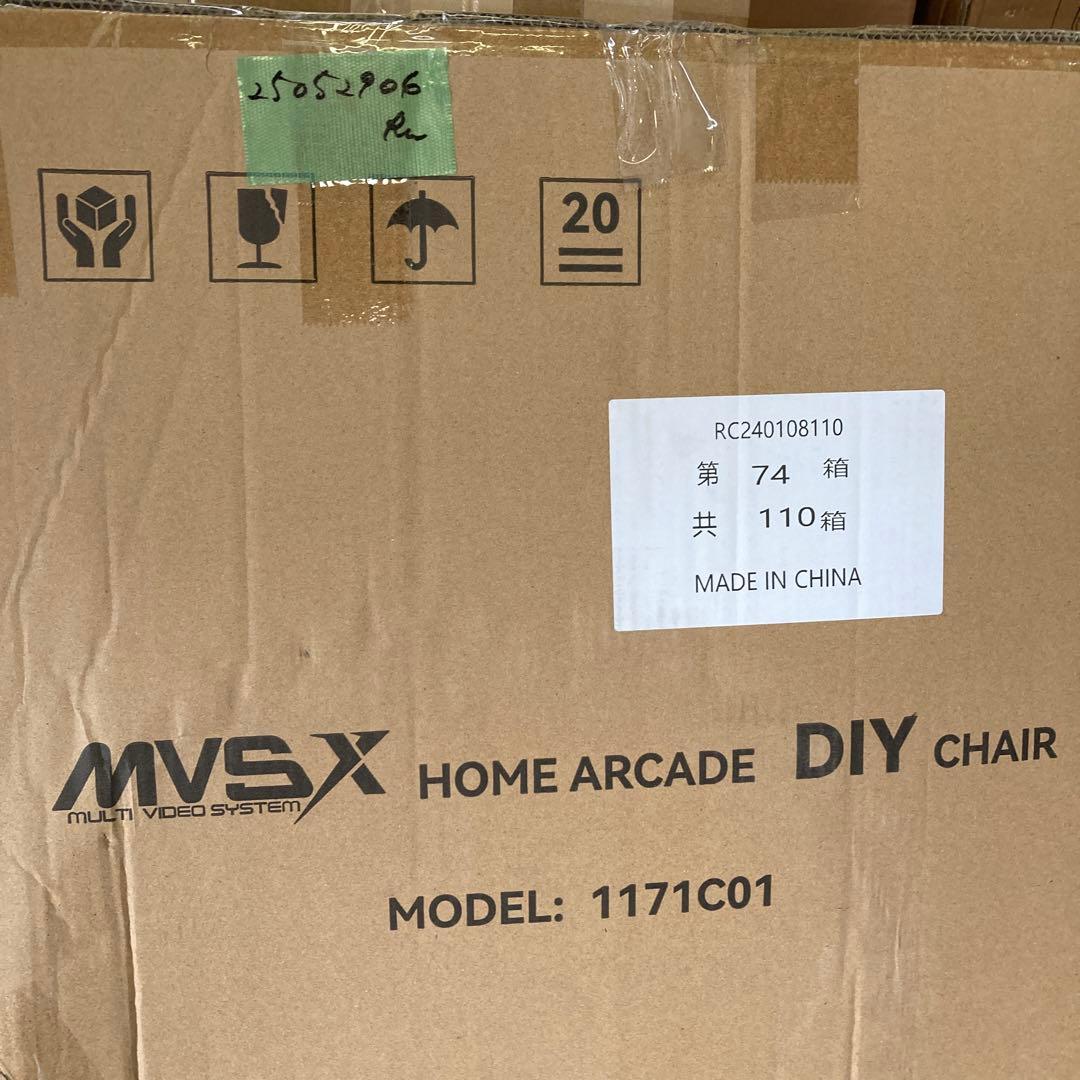 25052906
20
RC240108110
第 74 箱
共 110 箱
MADE IN CHINA
MVSX HOME ARCADE DIY CHAIR
MULTI VIDEO SYSTEM
MODEL: 1171C01